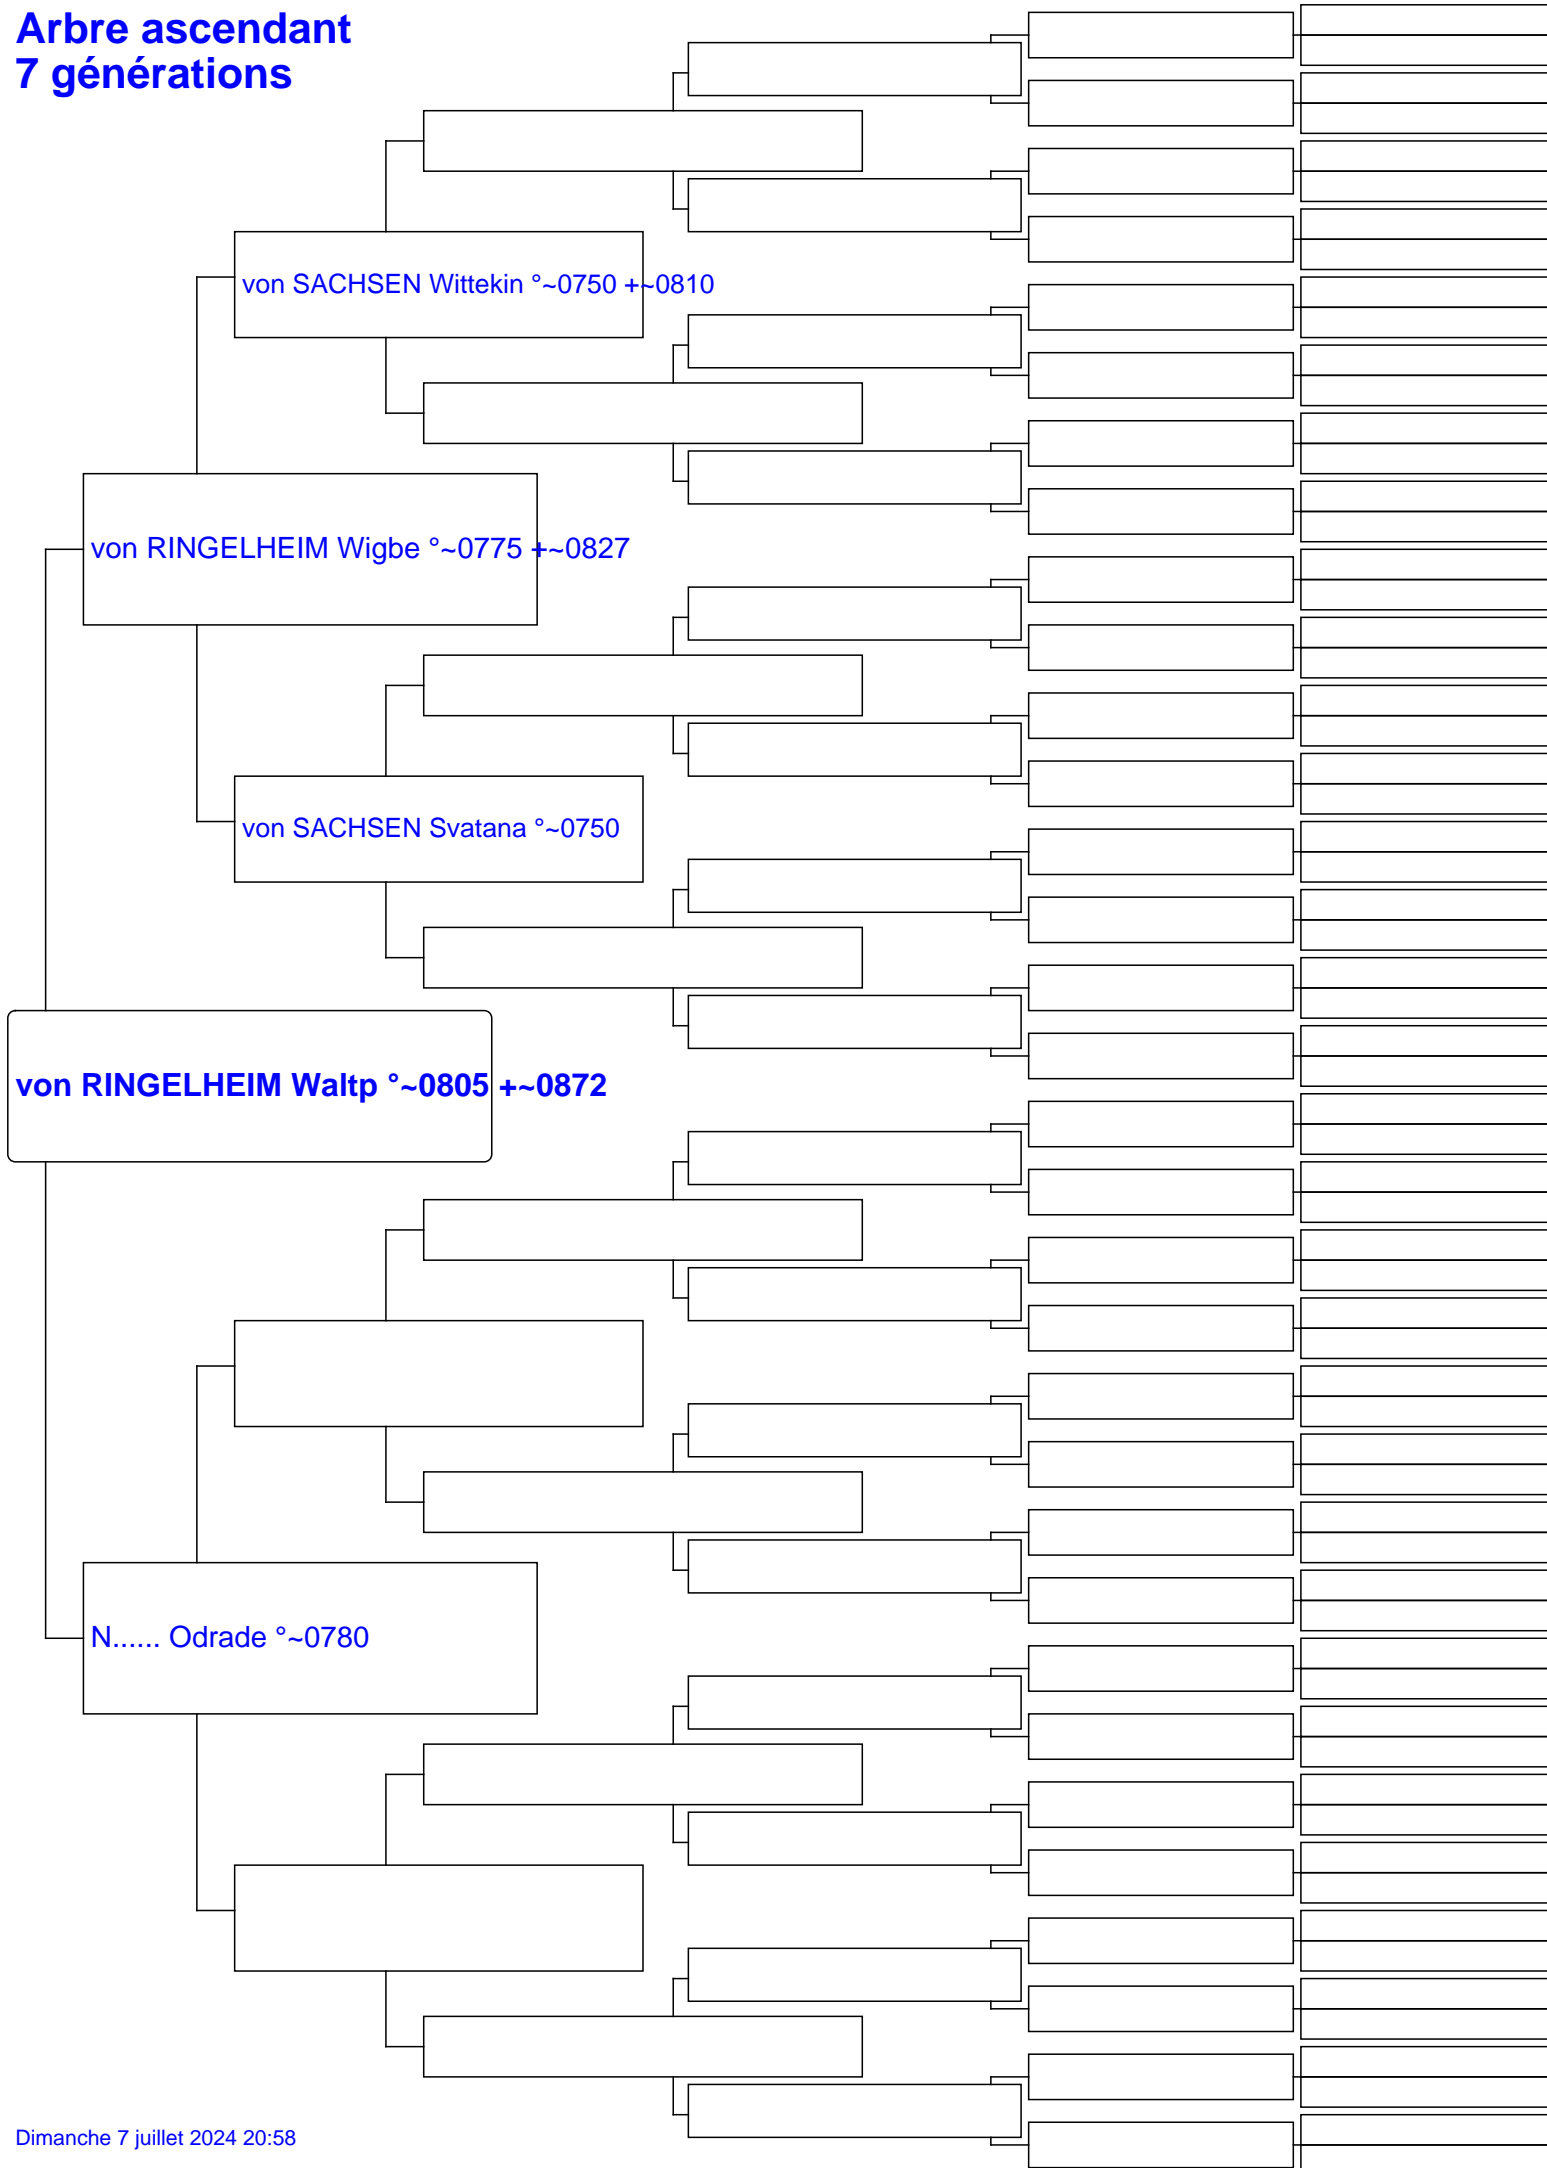 Arbre ascendant
7 générations
von SACHSEN Wittekin °~0750 +~0810
von RINGELHEIM Wigbe °~0775 +~0827
von SACHSEN Svatana °~0750
von RINGELHEIM Waltp °~0805 +~0872
N...... Odrade °~0780
Dimanche 7 juillet 2024 20:58